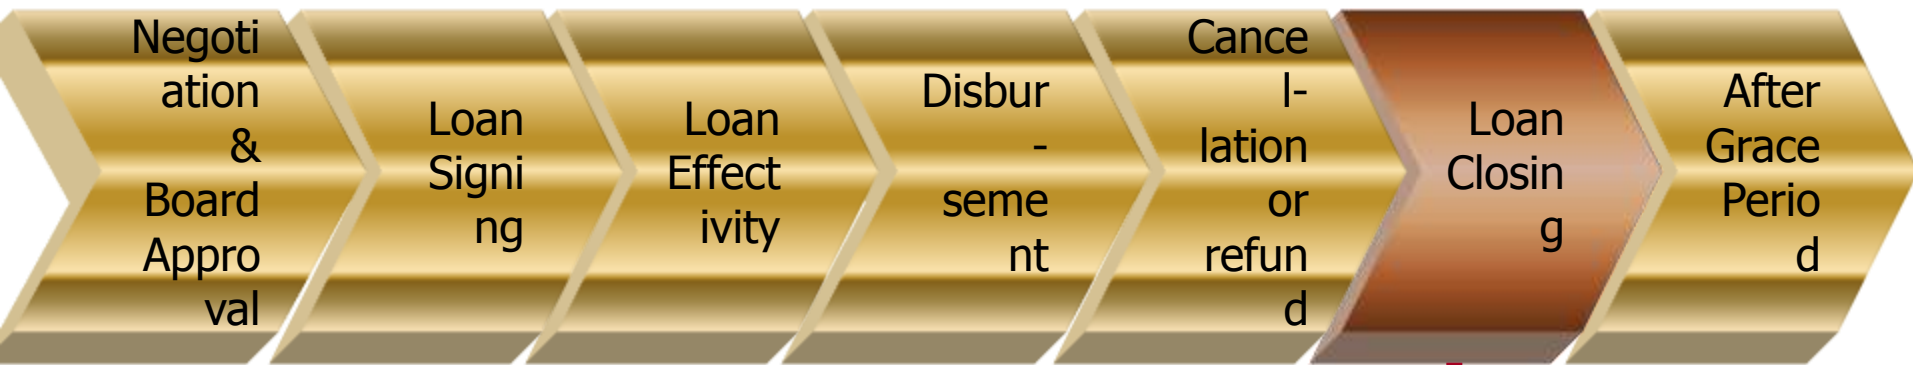 Negoti
ation
&
Board
Appro
val
Loan
Signi
ng
Loan
Effect
ivity
Disbur
-
seme
nt
Cance
l-
lation
or
refun
d
Loan
Closin
g
After
Grace
Perio
d